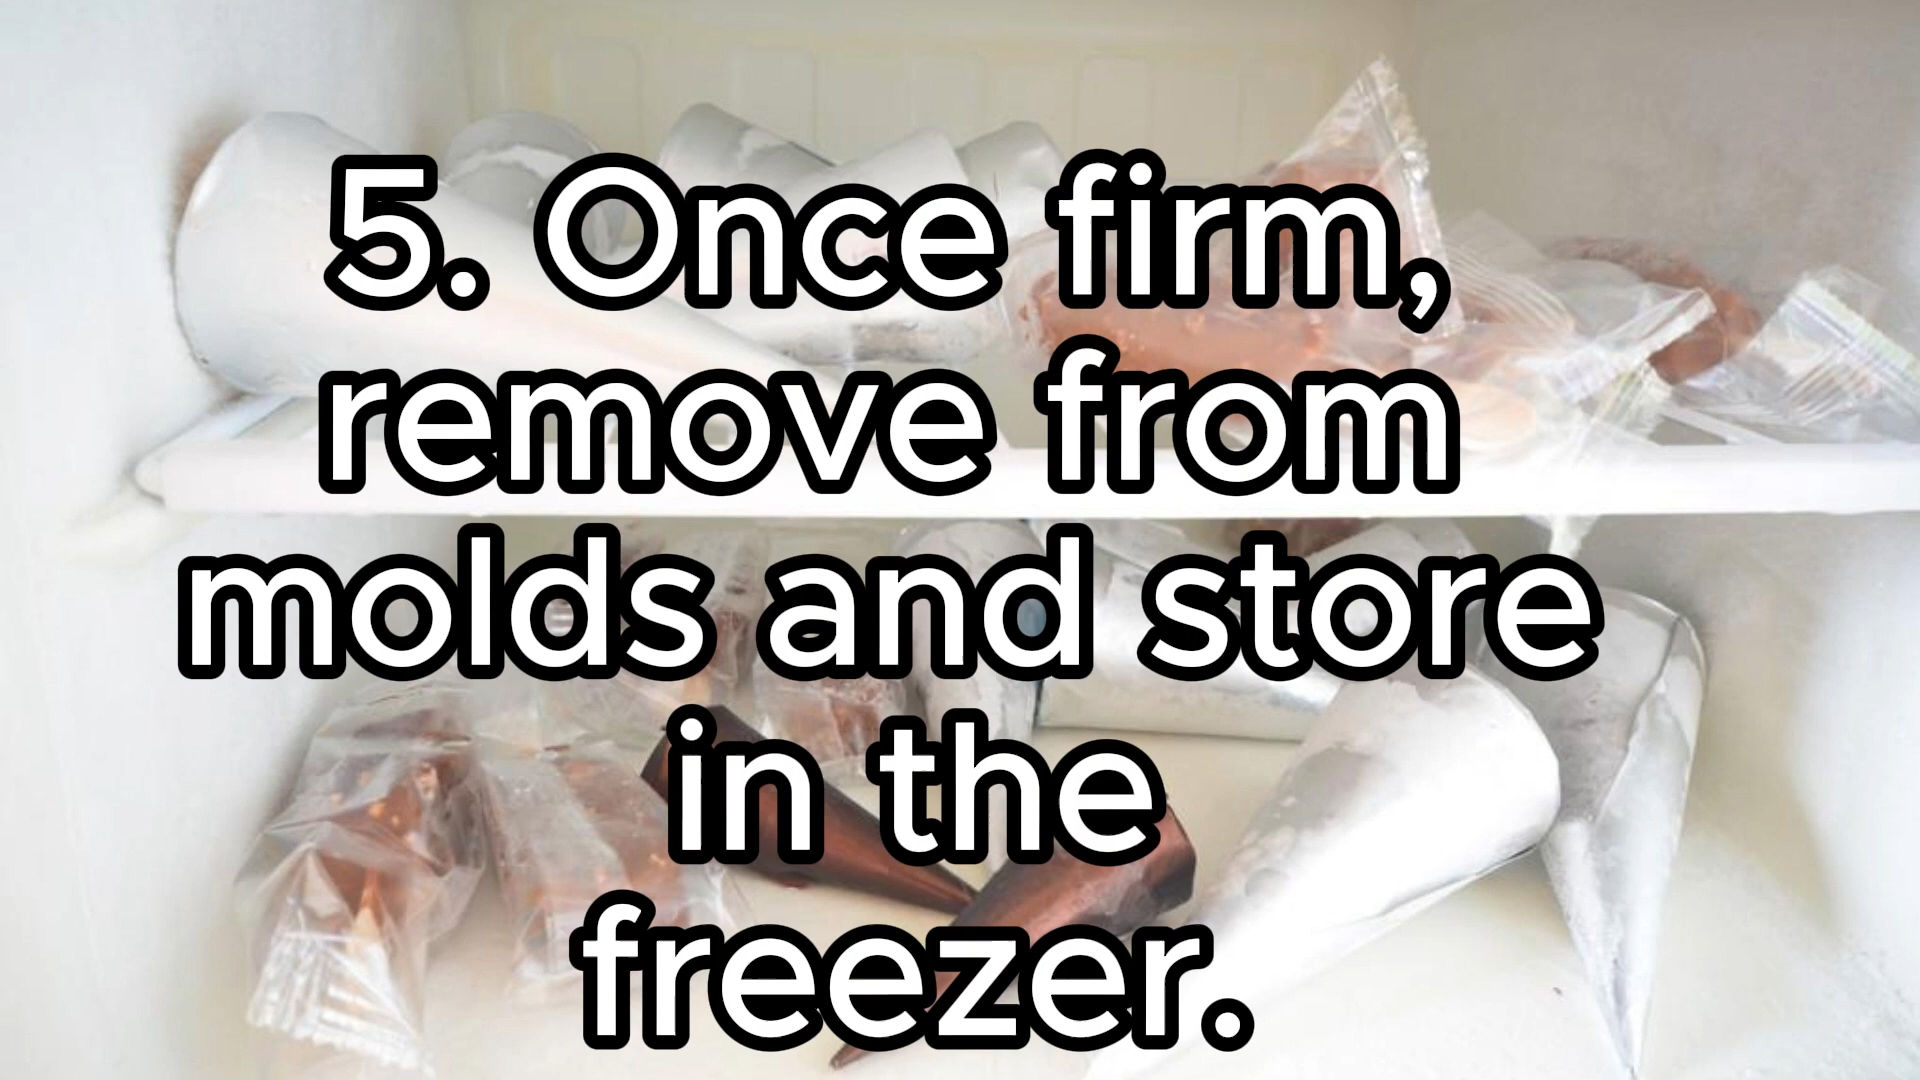 5. Once firm,
remove from
molds and store
in the
freezer.